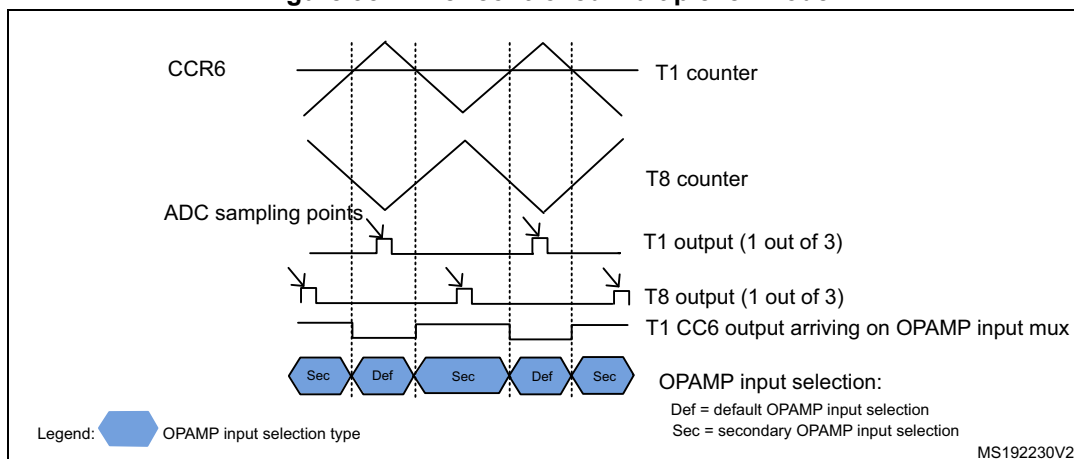 CCR6
T1 counter
T8 counter
ADC sampling points
T1 output (1 out of 3)
T8 output (1 out of 3)
T1 CC6 output arriving on OPAMP input mux
Sec Def Sec Def Sec
OPAMP input selection:
Def = default OPAMP input selection
Sec = secondary OPAMP input selection
Legend: OPAMP input selection type
MS192230V2